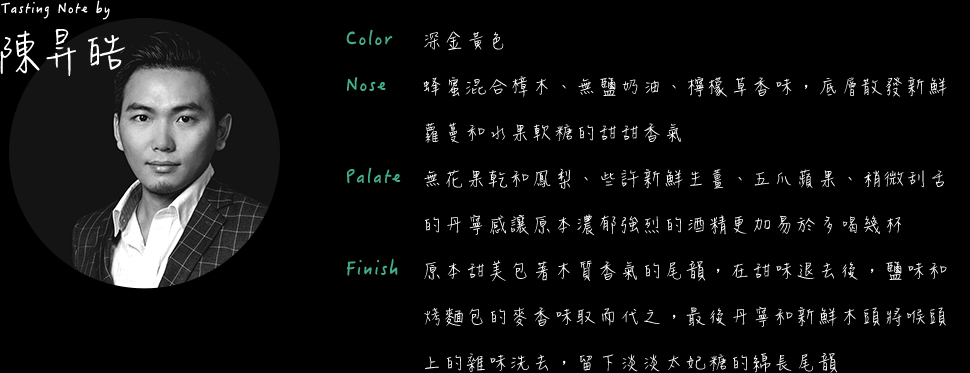 Tasting Note by
陳昇皓
Color 深金黃色
Nose 蜂蜜混合樟木、無鹽奶油、檸檬草香味，底層散發新鮮
蘿蔓和水果軟糖的甜甜香氣
Palate 無花果乾和鳳梨、些許新鮮生薑、五爪蘋果、稍微刮舌
的丹寧感讓原本濃郁強烈的酒精更加易於多喝幾杯
Finish 原本甜美包著木質香氣的尾韻，在甜味退去後，鹽味和
烤麵包的麥香味取而代之，最後丹寧和新鮮木頭將喉頭
上的雜味洗去，留下淡淡太妃糖的綿長尾韻